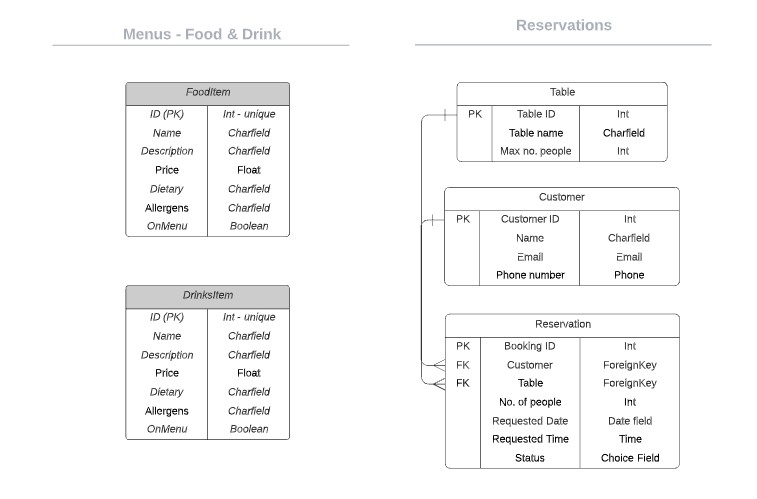 Menus - Food & Drink
FoodItem
ID (PK) Int - unique
Name Charfield
Description Charfield
Price Float
Dietary Charfield
Allergens Charfield
OnMenu Boolean
DrinksItem
ID (PK) Int - unique
Name Charfield
Description Charfield
Price Float
Dietary Charfield
Allergens Charfield
OnMenu Boolean
Reservations
Table
PK Table ID Int
Table name Charfield
Max no. people Int
Customer
PK Customer ID Int
Name Charfield
Email Email
Phone number Phone
Reservation
PK Booking ID Int
FK Customer ForeignKey
FK Table ForeignKey
No. of people Int
Requested Date Date field
Requested Time Time
Status Choice Field